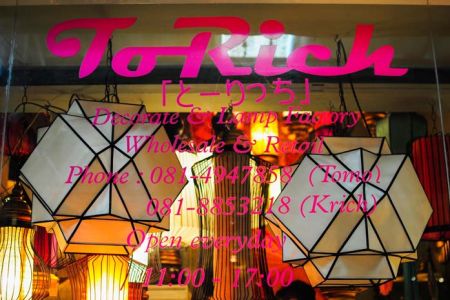 ToRich
「とーりっち」
Decorate & Lamp Factory
Wholesale & Retail
Phone : 081-4947858 (Tomo)
081-8853218 (Krich)
Open everyday
11:00 - 17:00